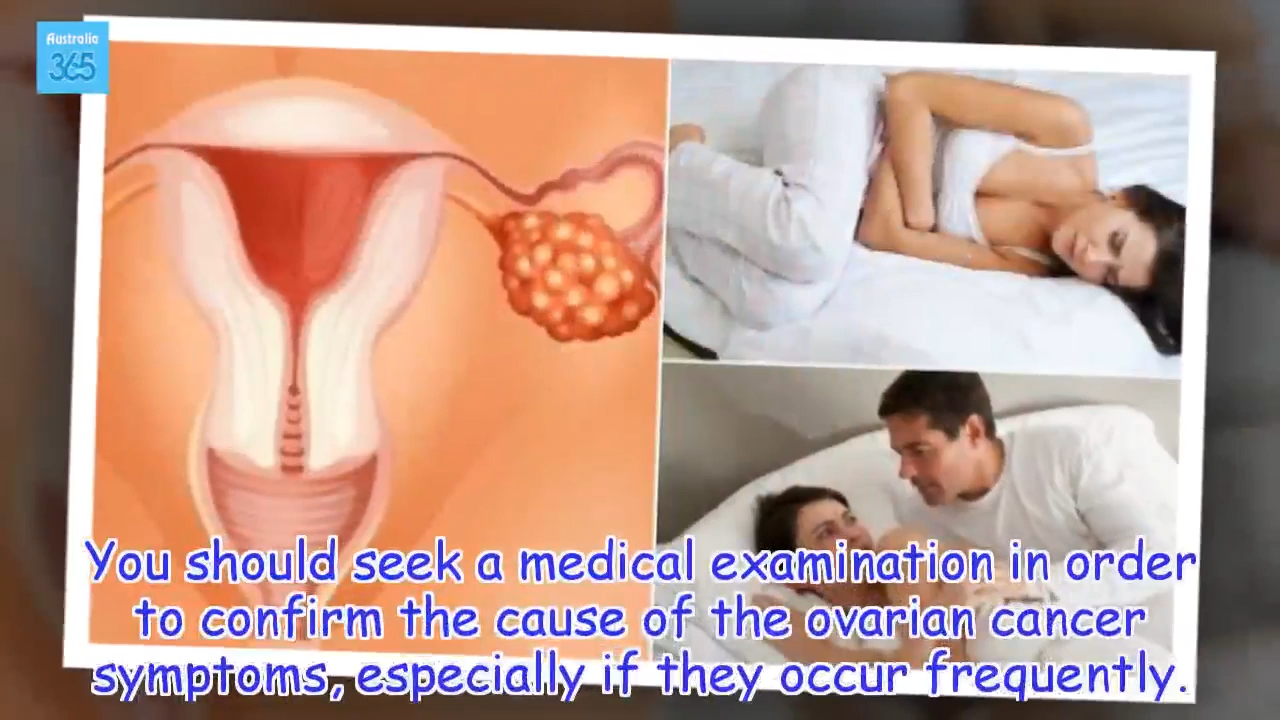 Australia
365
You should seek a medical examination in order
to confirm the cause of the ovarian cancer
symptoms, especially if they occur frequently.